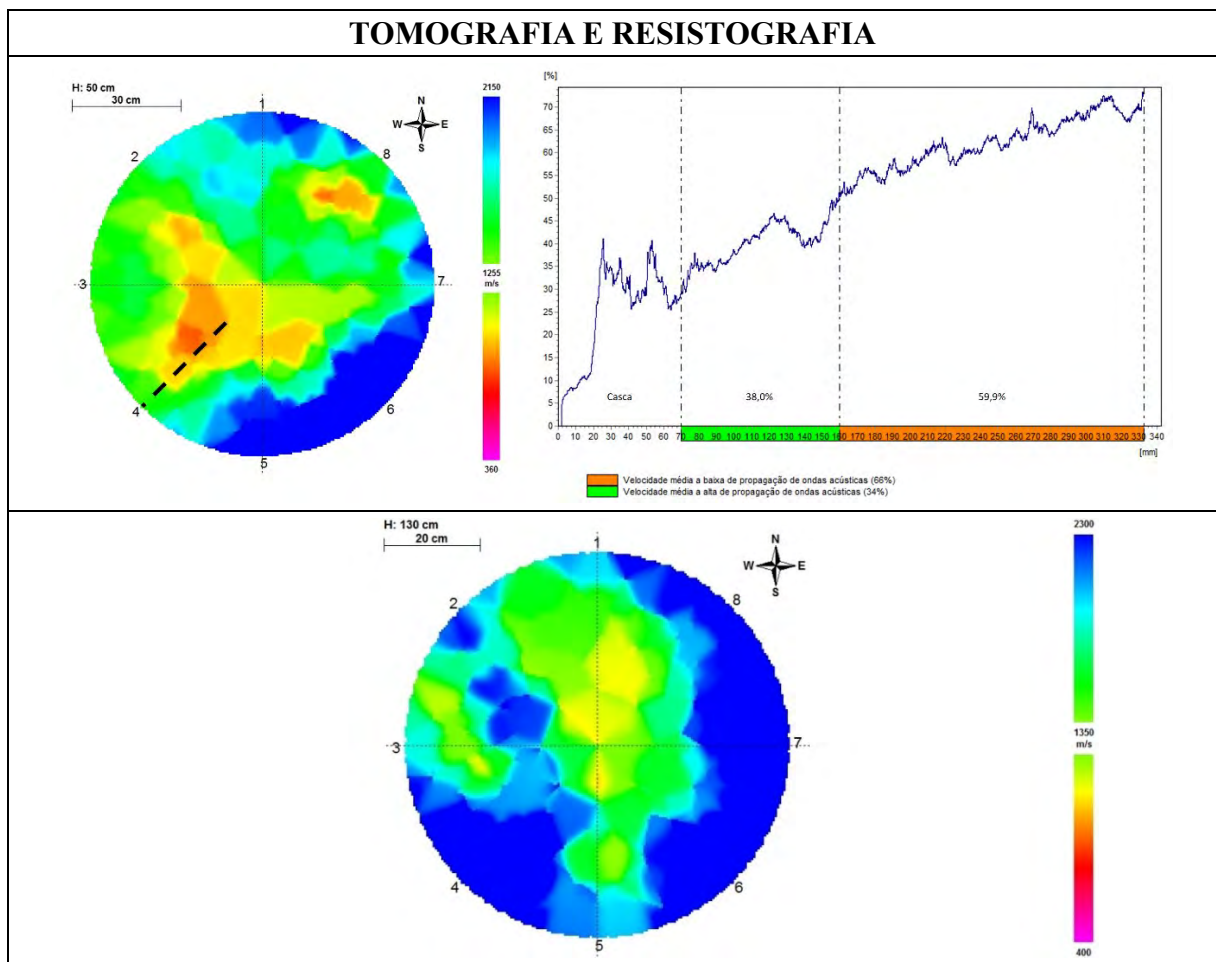 TOMOGRAFIA E RESISTOGRAFIA
H: 50 cm
30 cm
N
W E
S
1
2
3
4
5
6
7
8
2150
1255
m/s
360
[%]
70
65
60
55
50
45
40
35
30
25
20
15
10
5
0
Casca 38,0% 59,9%
0 10 20 30 40 50 60 70 80 90 100 110 120 130 140 150 160 170 180 190 200 210 220 230 240 250 260 270 280 290 300 310 320 330 340
[mm]
Velocidade média a baixa de propagação de ondas acústicas (66%)
Velocidade média a alta de propagação de ondas acústicas (34%)
H: 130 cm
20 cm
N
W E
S
1
2
3
4
5
6
7
8
2300
1350
m/s
400